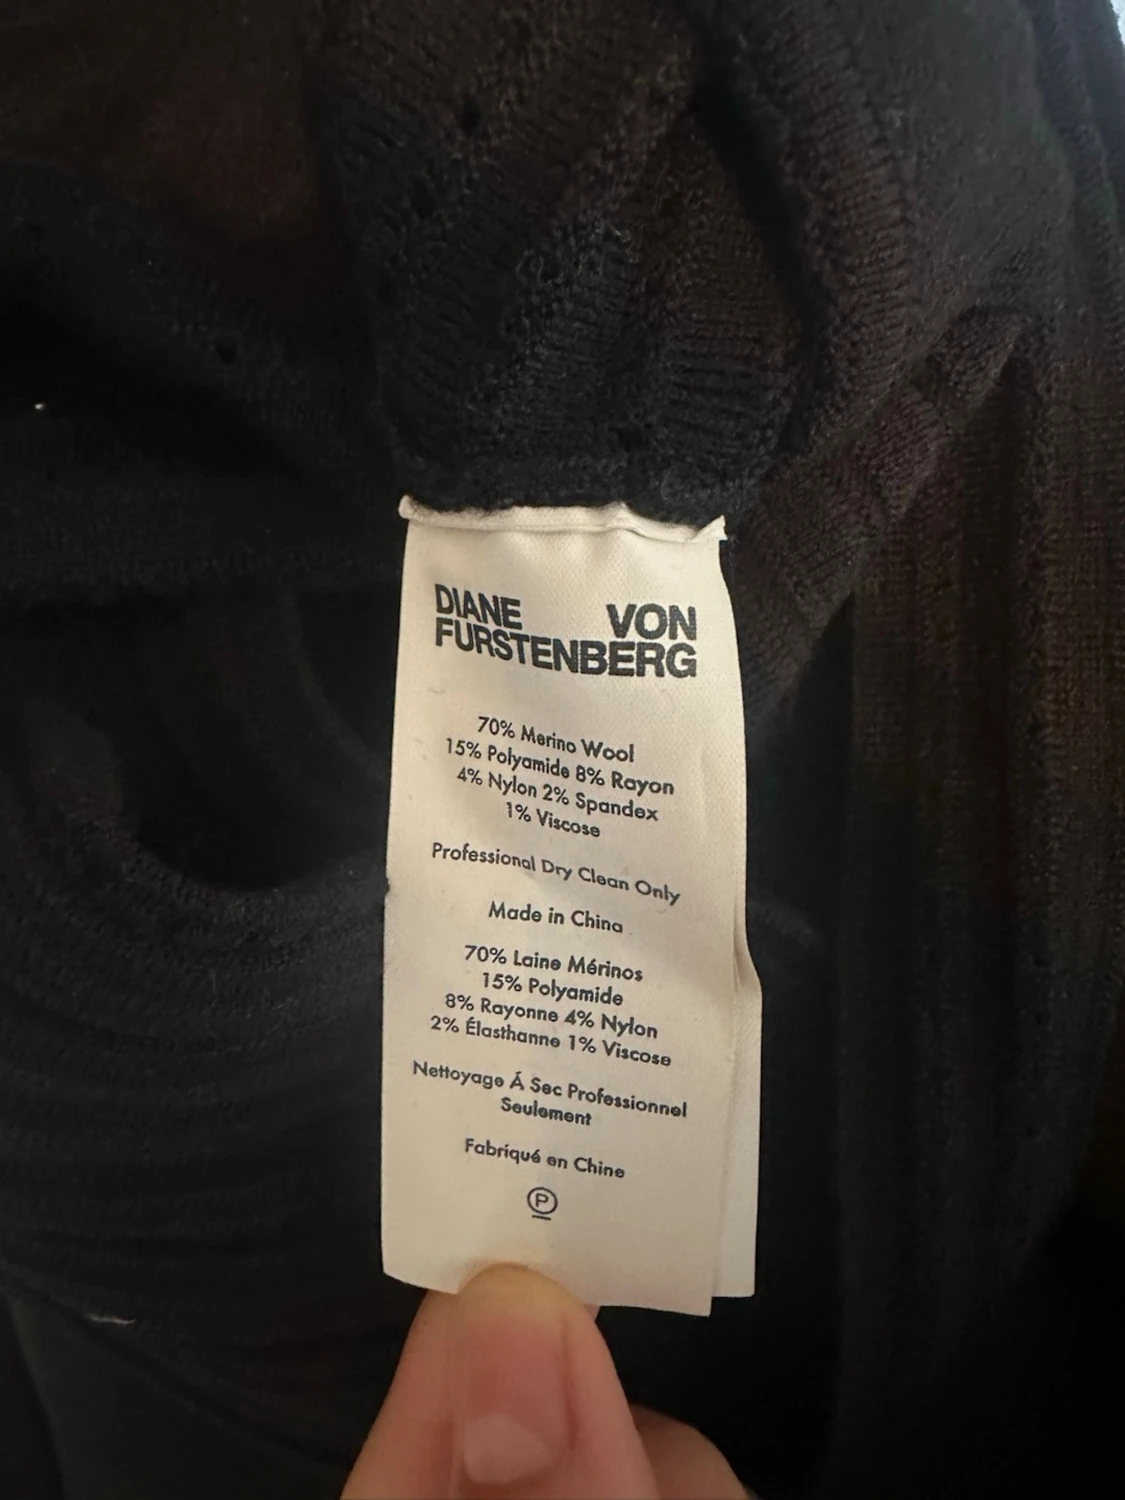 DIANE VON
FURSTENBERG
70% Merino Wool
15% Polyamide 8% Rayon
4% Nylon 2% Spandex
1% Viscose
Professional Dry Clean Only
Made in China
70% Laine Mérinos
15% Polyamide
8% Rayonne 4% Nylon
2% Élasthanne 1% Viscose
Nettoyage Á Sec Professionnel
Seulement
Fabriqué en Chine
P